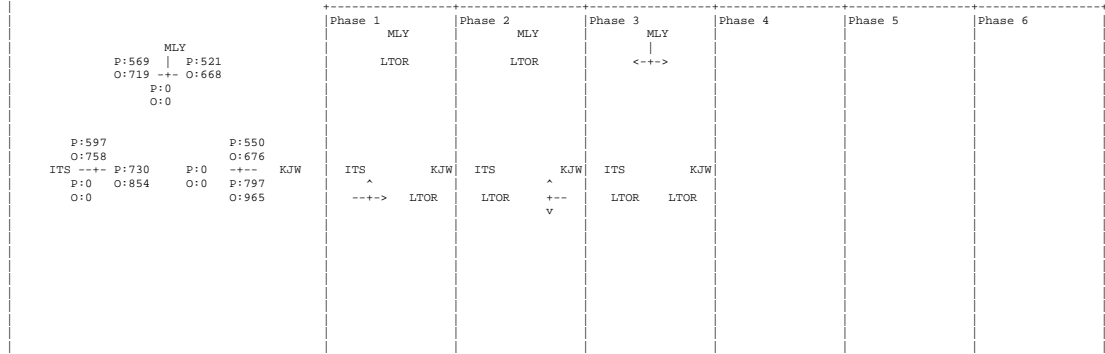 Phase 1 Phase 2 Phase 3 Phase 4 Phase 5 Phase 6
MLY MLY MLY
MLY |
P:569 | P:521 LTOR LTOR <-+->
O:719 -+- O:668
P:0
O:0
P:597 P:550
O:758 O:676
ITS --+- P:730 P:0 -+-- KJW ITS KJW ITS KJW ITS KJW
P:0 O:854 O:0 P:797 ^ ^
O:0 O:965 --+-> LTOR LTOR +-- LTOR LTOR
v